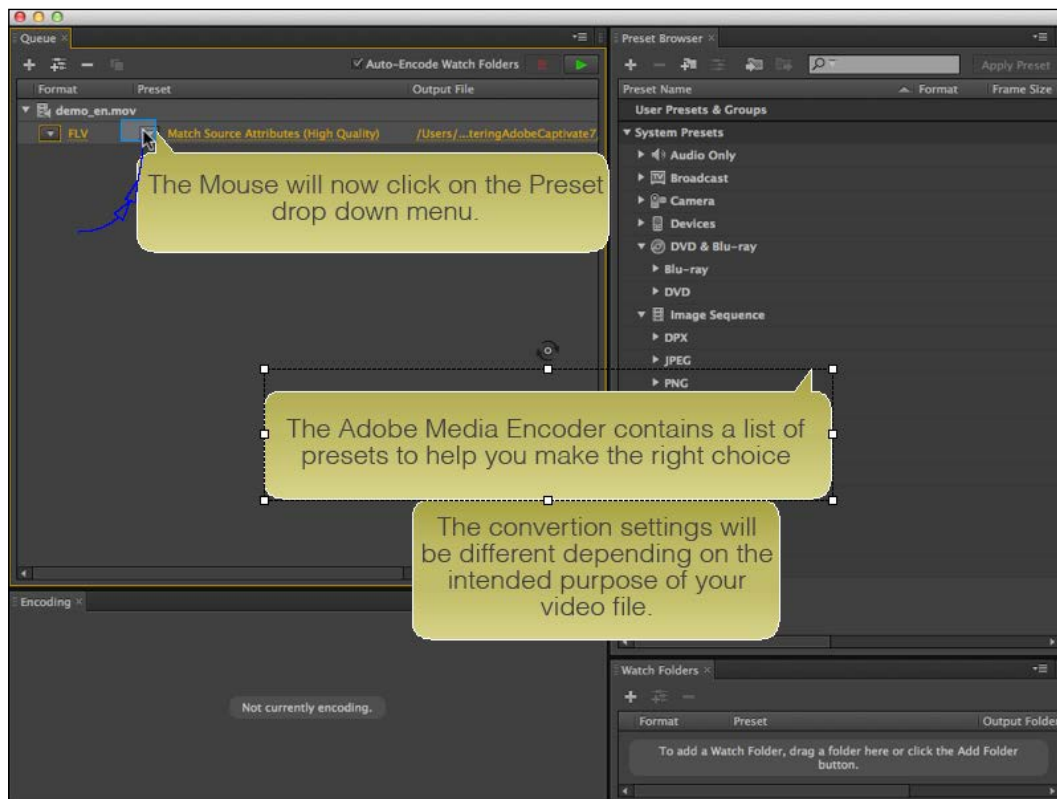 Queue ×
Auto-Encode Watch Folders
Format Preset Output File
demo_en.mov
FLV Match Source Attributes (High Quality) /Users/...teringAdobeCaptivate7
The Mouse will now click on the Preset
drop down menu.
The Adobe Media Encoder contains a list of
presets to help you make the right choice
The convertion settings will
be different depending on the
intended purpose of your
video file.
Preset Browser ×
Apply Preset
Preset Name Format Frame Size
User Presets & Groups
System Presets
Audio Only
TV Broadcast
Camera
Devices
DVD & Blu-ray
Blu-ray
DVD
Image Sequence
DPX
JPEG
PNG
Encoding ×
Not currently encoding.
Watch Folders ×
Format Preset Output Folde
To add a Watch Folder, drag a folder here or click the Add Folder
button.